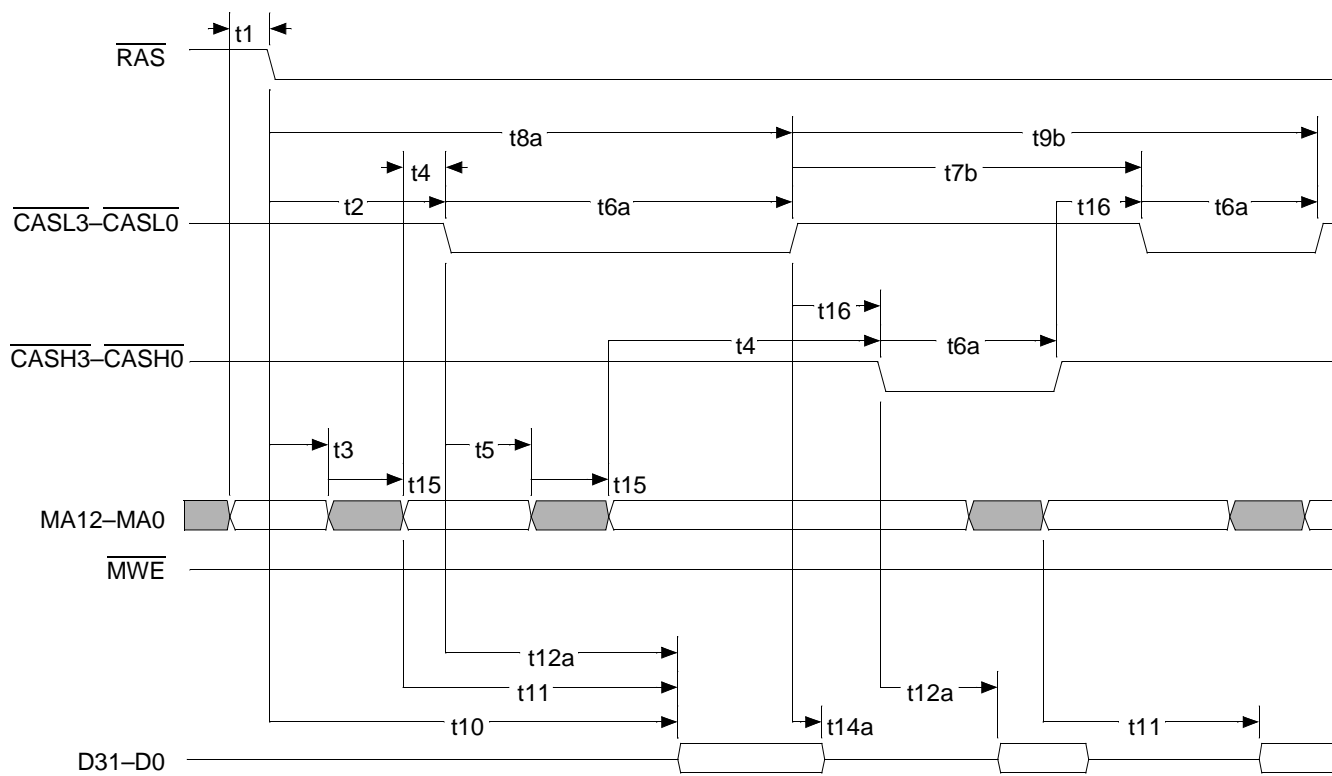 t1
RAS
t8a
t9b
t4
t7b
t2
t6a
t16
t6a
CASL3–CASL0
t16
t4
t6a
CASH3–CASH0
t3
t5
t15
t15
MA12–MA0
MWE
t12a
t11
t12a
t10
t14a
t11
D31–D0